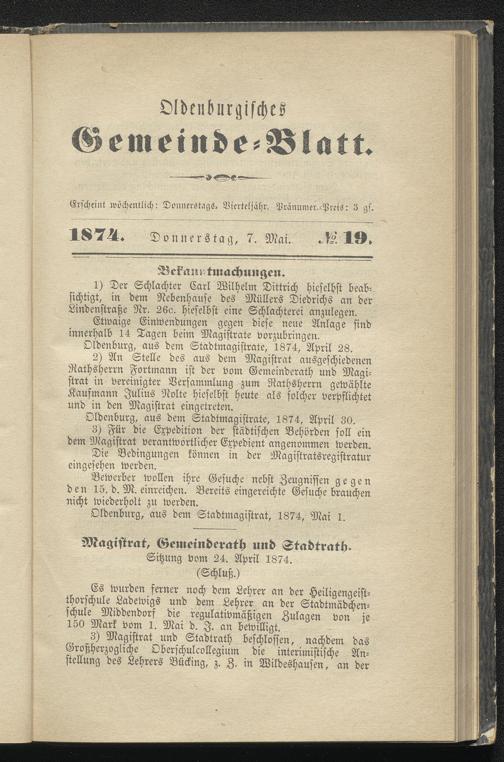 Oldenburgisches
Gemeinde-Blatt.
Erscheint wöchentlich: Donnerstags. Vierteljähr. Pränumer.-Preis: 3 gſ.
1874. Donnerstag, 7. Mai. № 19.
Bekanntmachungen.
1) Der Schlachter Carl Wilhelm Dittrich hieſelbſt beab-
ſichtigt, in dem Nebenhauſe des Müllers Diedrichs an der
Lindenſtraße Nr. 26c. hieſelbſt eine Schlachterei anzulegen.
Etwaige Einwendungen gegen dieſe neue Anlage ſind
innerhalb 14 Tagen beim Magiſtrate vorzubringen.
Oldenburg, aus dem Stadtmagiſtrate, 1874, April 28.
2) An Stelle des aus dem Magiſtrat ausgeſchiedenen
Rathsherrn Fortmann iſt der vom Gemeinderath und Magi-
ſtrat in vereinigter Verſammlung zum Rathsherrn gewählte
Kaufmann Julius Nolte hieſelbſt heute als ſolcher verpflichtet
und in den Magiſtrat eingetreten.
Oldenburg, aus dem Stadtmagiſtrate, 1874, April 30.
3) Für die Expedition der ſtädtiſchen Behörden ſoll ein
dem Magiſtrat verantwortlicher Expedient angenommen werden.
Die Bedingungen können in der Magiſtratsregiſtratur
eingeſehen werden.
Bewerber wollen ihre Geſuche nebſt Zeugniſſen gegen
den 15. d. M. einreichen. Bereits eingereichte Geſuche brauchen
nicht wiederholt zu werden.
Oldenburg, aus dem Stadtmagiſtrat, 1874, Mai 1.
Magiſtrat, Gemeinderath und Stadtrath.
Sitzung vom 24. April 1874.
(Schluß.)
Es wurden ferner noch dem Lehrer an der Heiligengeiſt-
thorſchule Ladewigs und dem Lehrer an der Stadtmädchen-
ſchule Middendorf die regulativmäßigen Zulagen von je
150 Mark vom 1. Mai d. J. an bewilligt.
3) Magiſtrat und Stadtrath beſchloſſen, nachdem das
Großherzogliche Oberſchulcollegium die interimiſtiſche An-
ſtellung des Lehrers Bücking, z. Z. in Wildeshauſen, an der